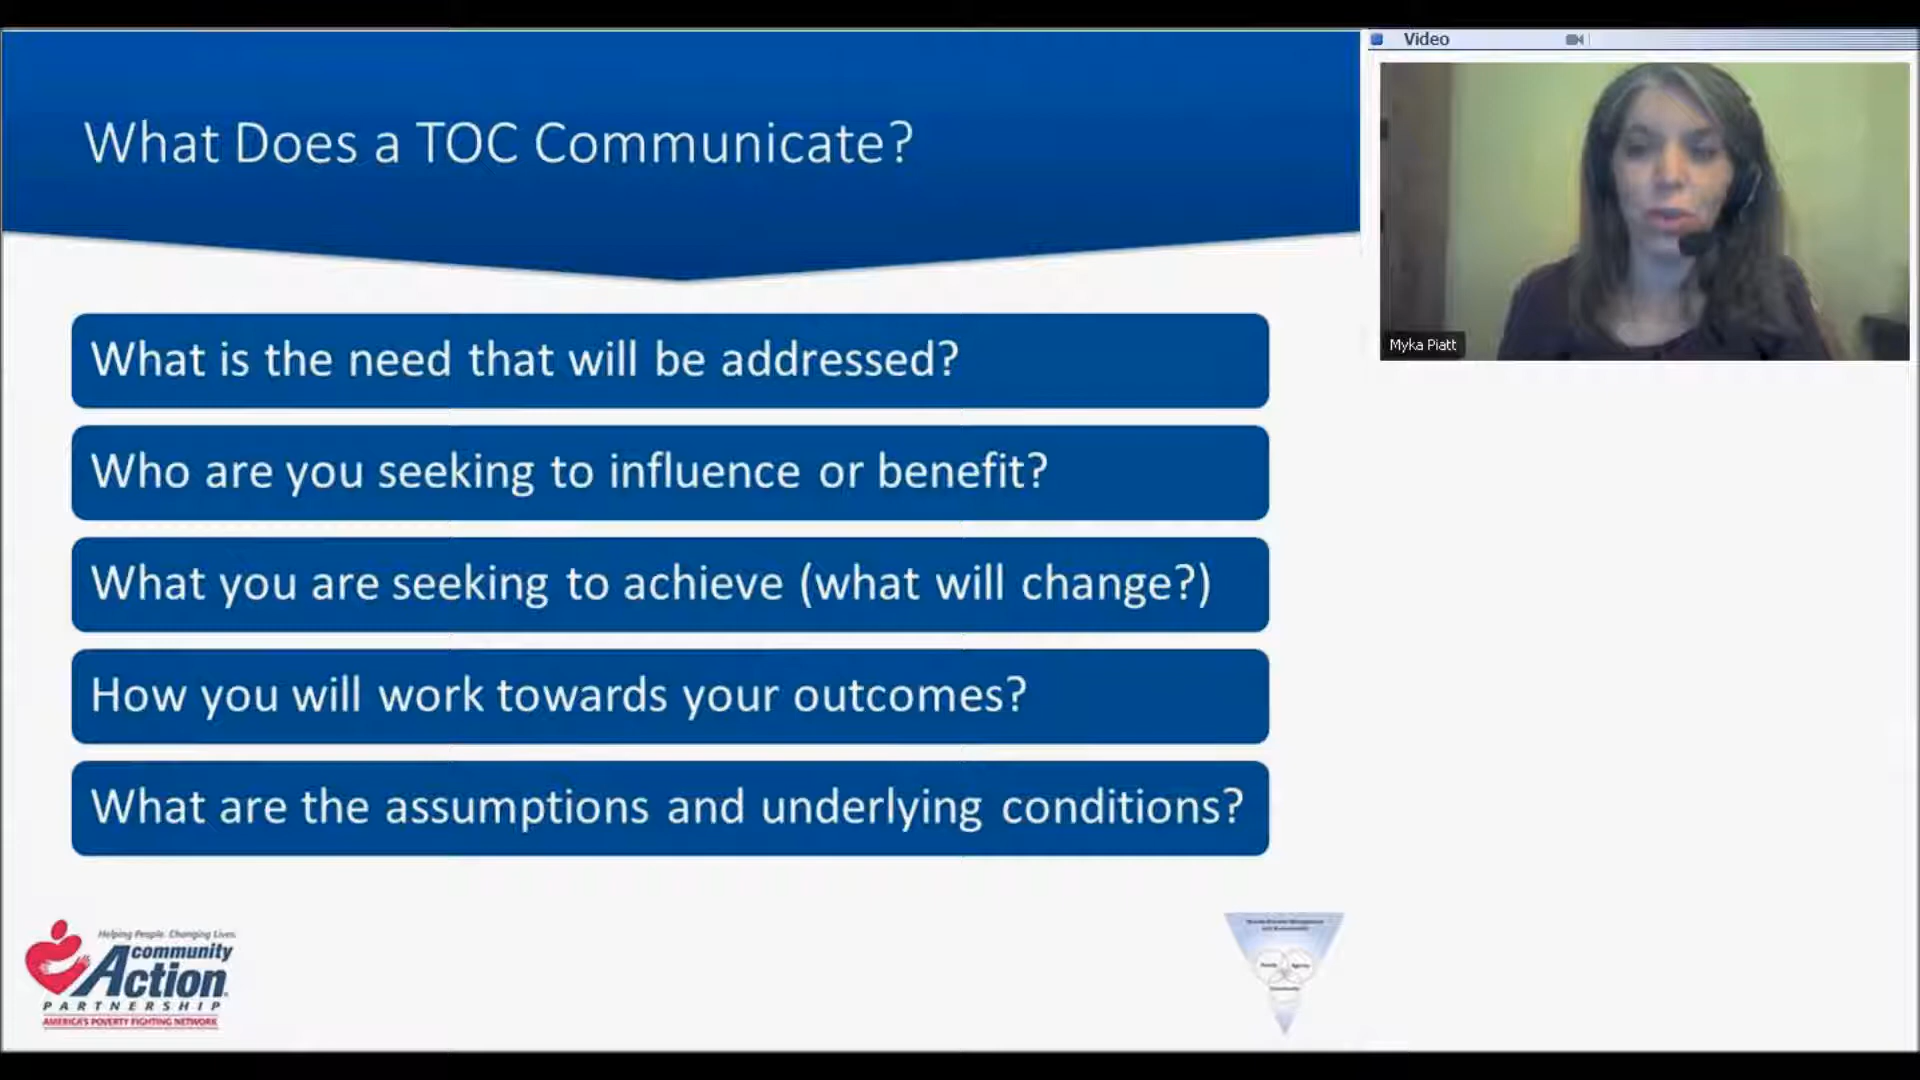 What Does a TOC Communicate?
What is the need that will be addressed?
Who are you seeking to influence or benefit?
What you are seeking to achieve (what will change?)
How you will work towards your outcomes?
What are the assumptions and underlying conditions?
Helping People. Changing Lives.
community
Action
PARTNERSHIP
AMERICA'S POVERTY FIGHTING NETWORK
Video
Myka Piatt